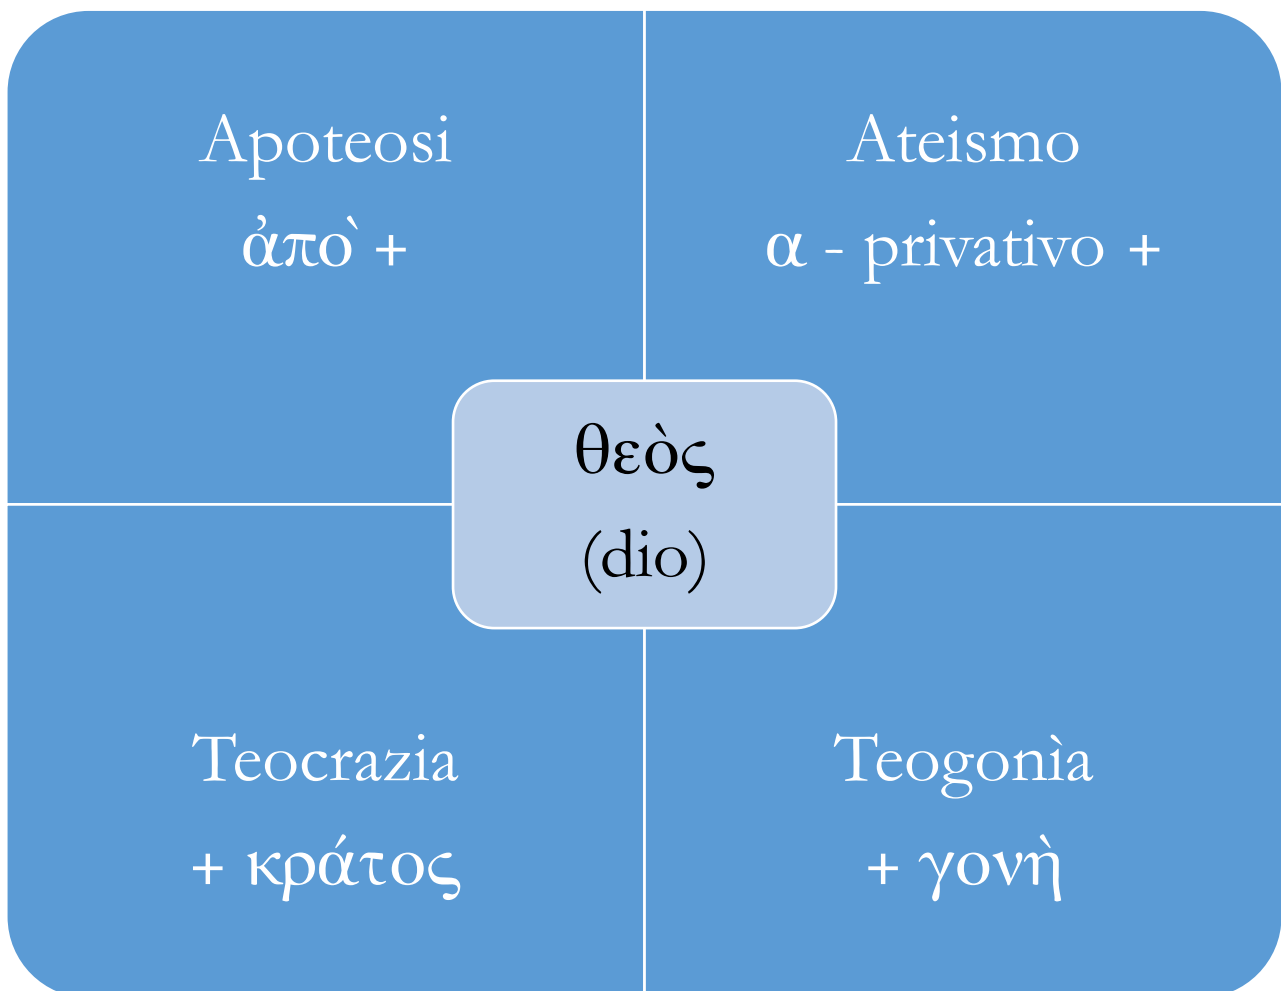 Apoteosi
ἀπὸ +
Ateismo
α - privativo +
θεὸς
(dio)
Teocrazia
+ κράτος
Teogonìa
+ γονὴ